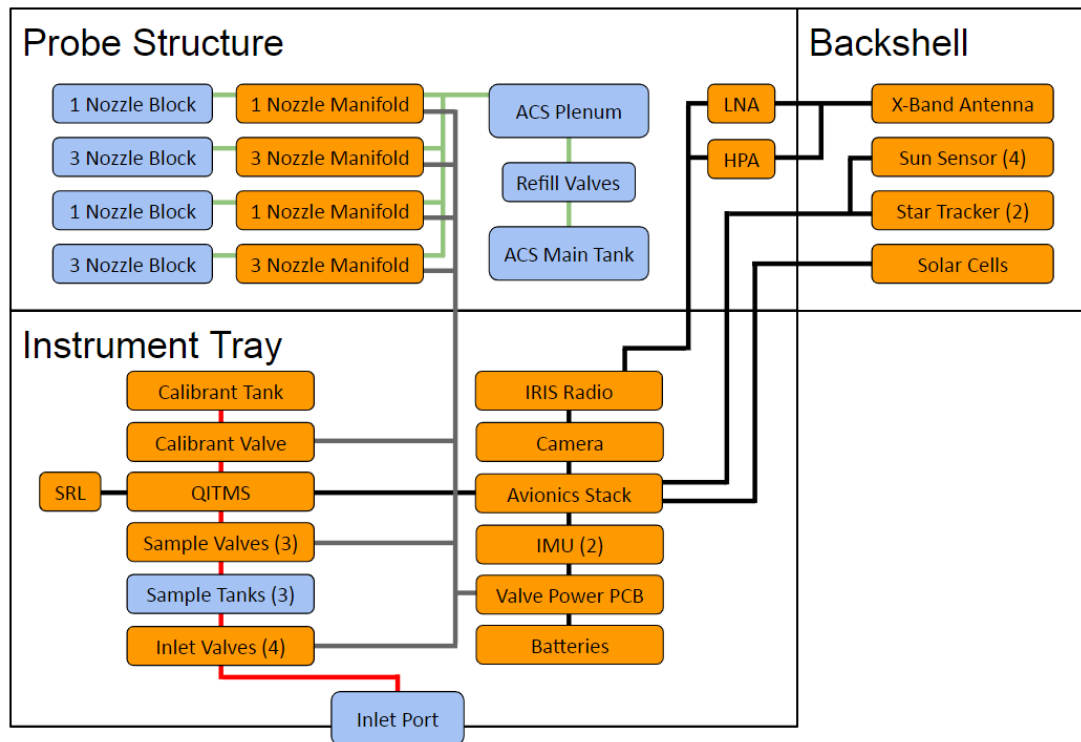 Probe Structure
1 Nozzle Block
1 Nozzle Manifold
3 Nozzle Block
3 Nozzle Manifold
1 Nozzle Block
1 Nozzle Manifold
3 Nozzle Block
3 Nozzle Manifold
ACS Plenum
Refill Valves
ACS Main Tank
LNA
HPA
Backshell
X-Band Antenna
Sun Sensor (4)
Star Tracker (2)
Solar Cells
Instrument Tray
Calibrant Tank
Calibrant Valve
SRL
QITMS
Sample Valves (3)
Sample Tanks (3)
Inlet Valves (4)
Inlet Port
IRIS Radio
Camera
Avionics Stack
IMU (2)
Valve Power PCB
Batteries